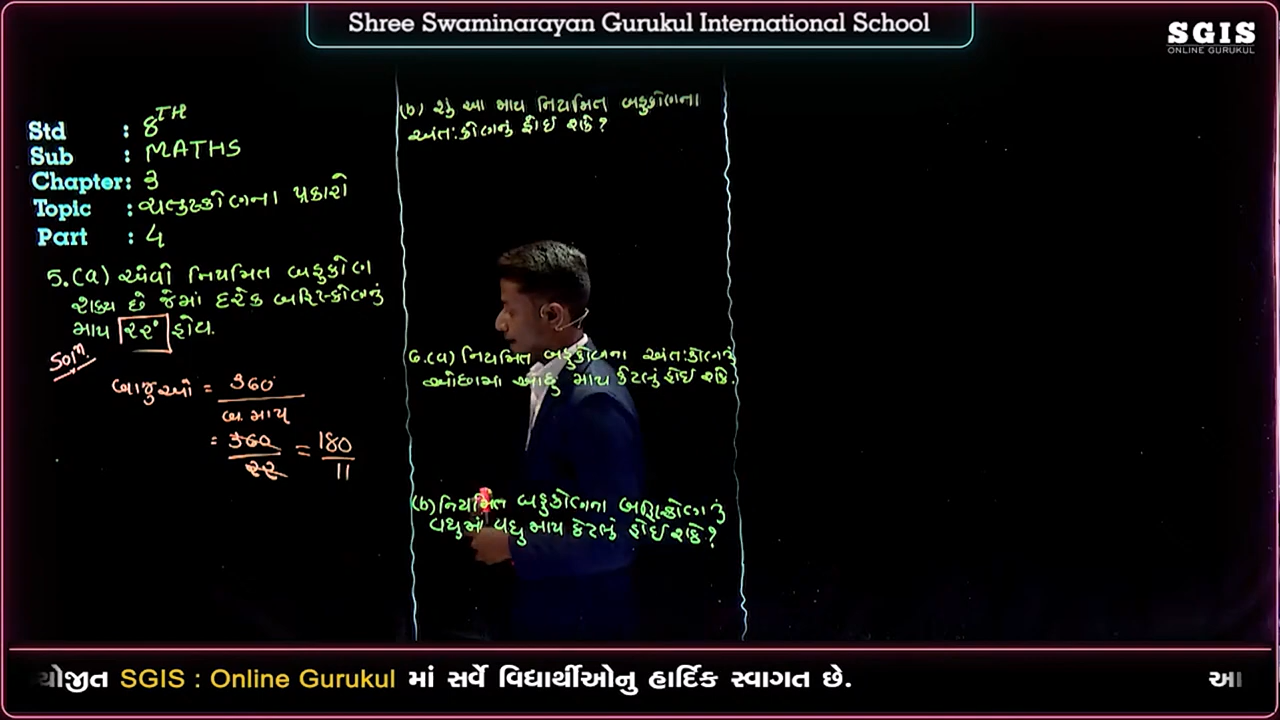 Shree Swaminarayan Gurukul International School
SGIS
ONLINE GURUKUL
Std : 8TH
Sub : MATHS
Chapter: 3
Topic : ચતુષ્કોણના પ્રકારો
Part : 4
5.(a) એવી નિયમિત બહુકોણ
શક્ય છે જેમાં દરેક બહિષ્કોણનું
માપ ૨૨° હોય.
Soln.
બાજુઓ = 360
બ. માપ
= 360
૨૨
= 180
11
(b) શું આ માપ નિયમિત બહુકોણના
અંતઃકોણનું હોઈ શકે?
૬.(a) નિયમિત બહુકોણના અંતઃકોણનું
ઓછામાં ઓછું માપ કેટલું હોઈ શકે.
(b) નિયમિત બહુકોણના બહિષ્કોણનું
વધુમાં વધુ માપ કેટલું હોઈ શકે?
યોજીત SGIS : Online Gurukul માં સર્વે વિદ્યાર્થીઓનુ હાર્દિક સ્વાગત છે. આ